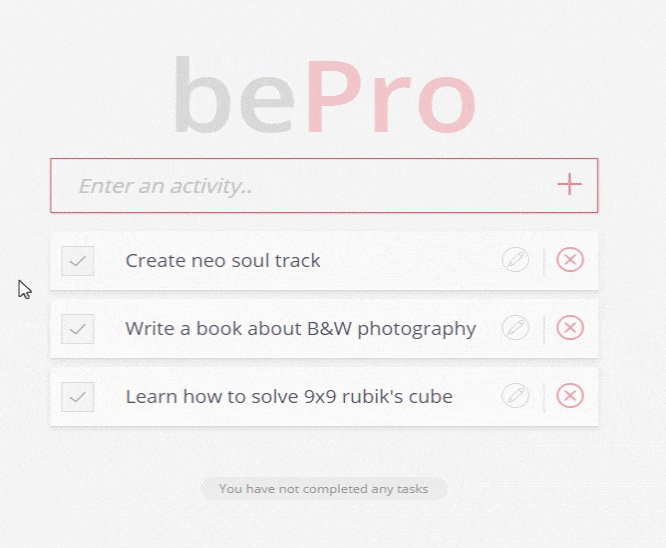 bePro
Enter an activity..
Create neo soul track
Write a book about B&W photography
Learn how to solve 9x9 rubik's cube
You have not completed any tasks